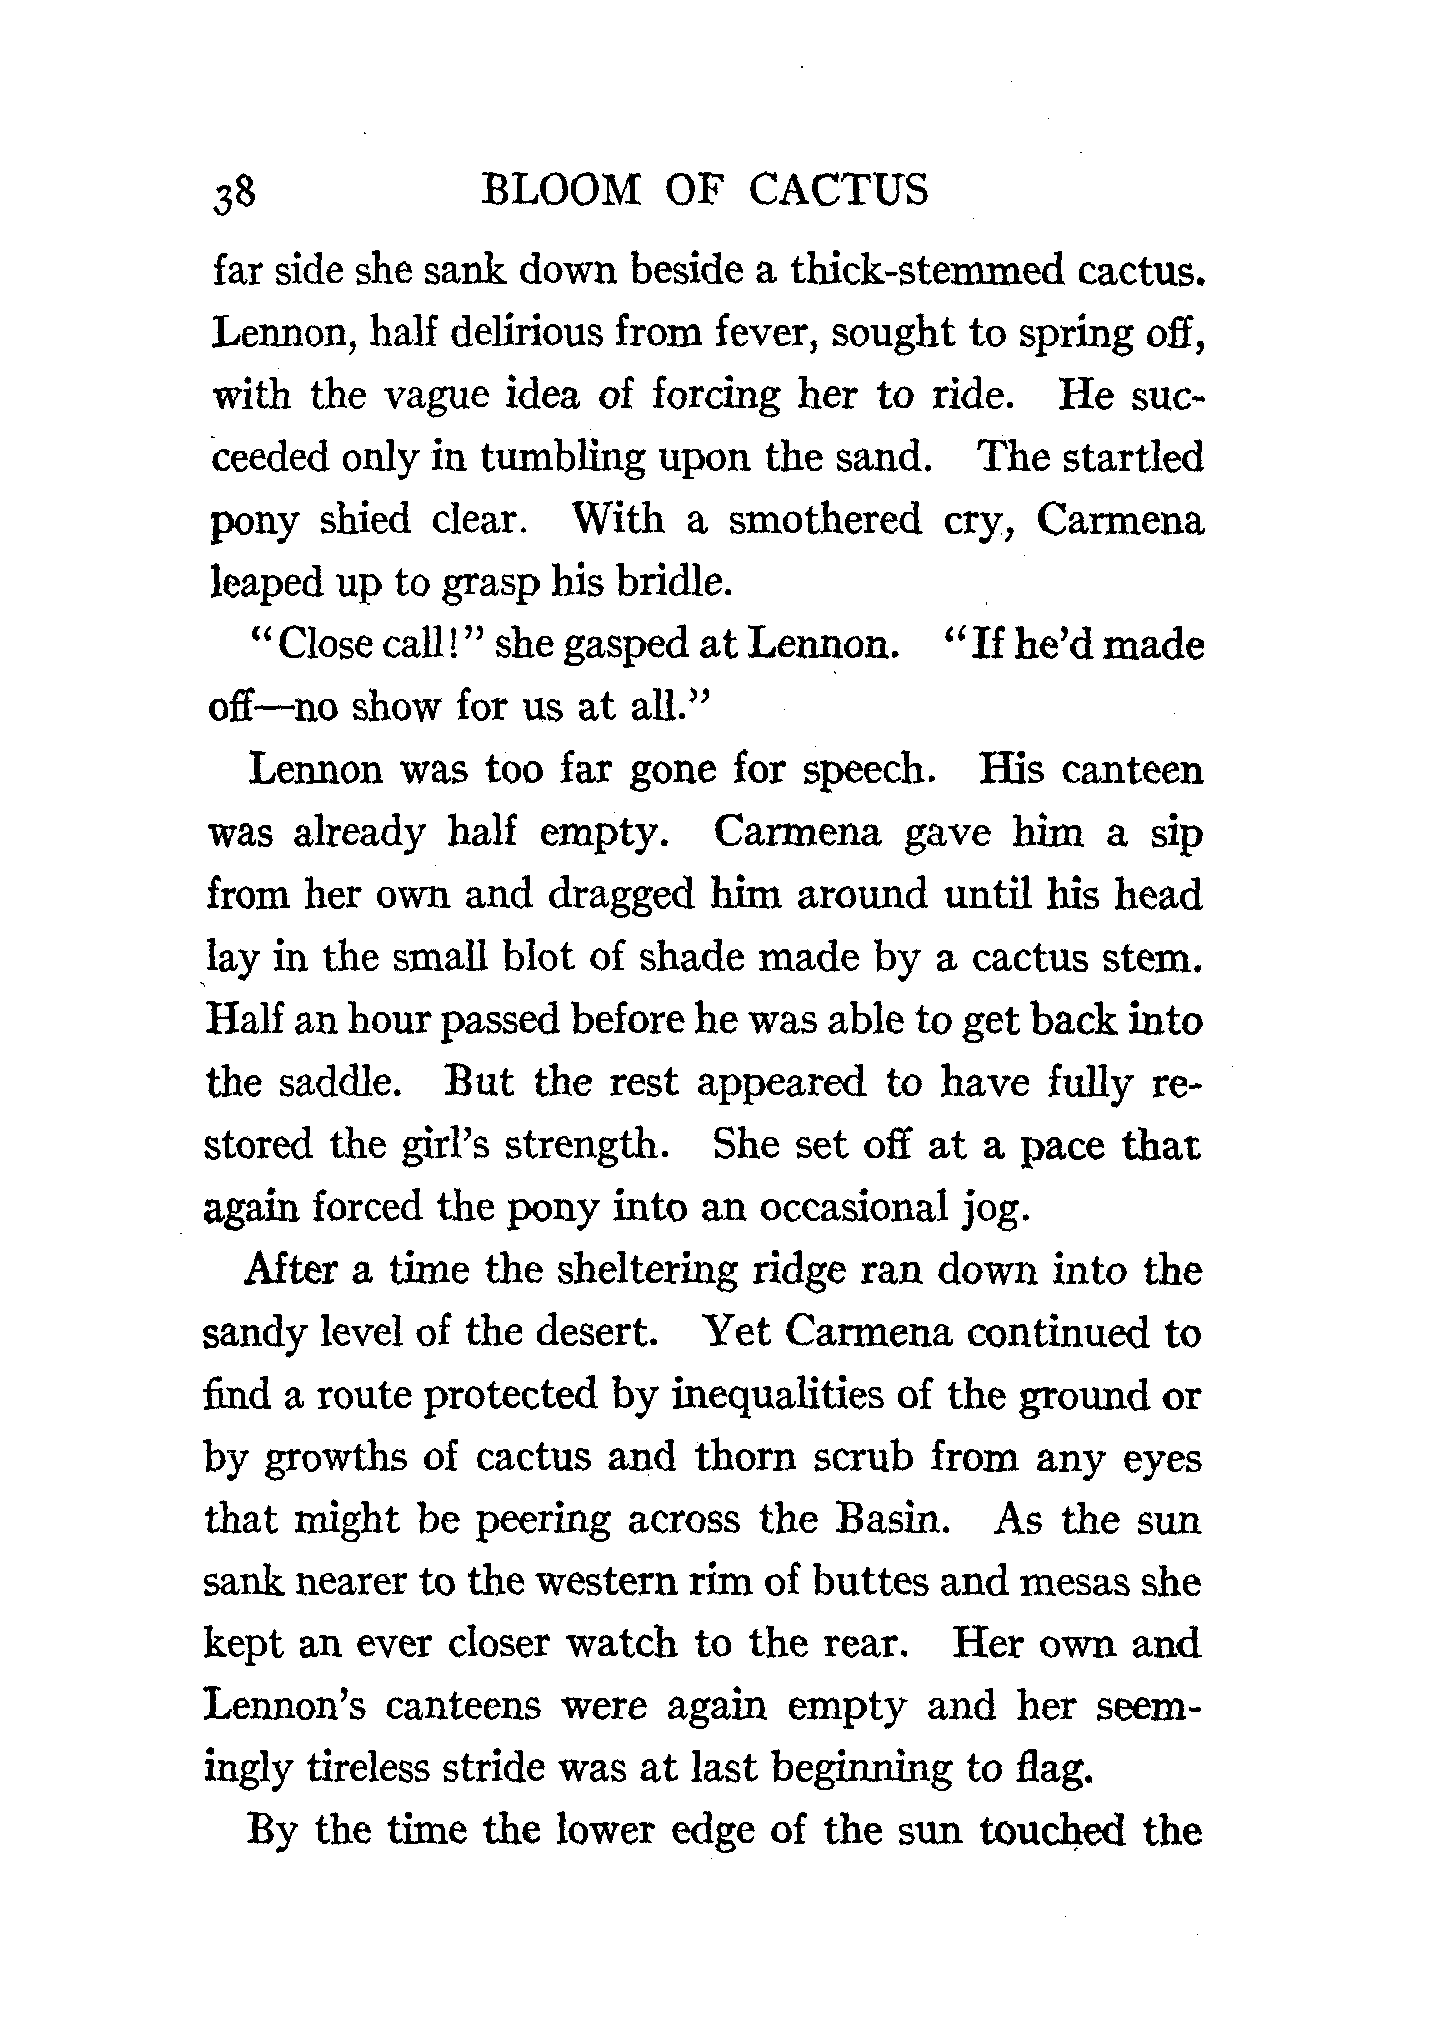 38 BLOOM OF CACTUS
far side she sank down beside a thick-stemmed cactus.
Lennon, half delirious from fever, sought to spring off,
with the vague idea of forcing her to ride. He suc-
ceeded only in tumbling upon the sand. The startled
pony shied clear. With a smothered cry, Carmena
leaped up to grasp his bridle.
"Close call!" she gasped at Lennon. "If he'd made
off—no show for us at all."
Lennon was too far gone for speech. His canteen
was already half empty. Carmena gave him a sip
from her own and dragged him around until his head
lay in the small blot of shade made by a cactus stem.
Half an hour passed before he was able to get back into
the saddle. But the rest appeared to have fully re-
stored the girl's strength. She set off at a pace that
again forced the pony into an occasional jog.
After a time the sheltering ridge ran down into the
sandy level of the desert. Yet Carmena continued to
find a route protected by inequalities of the ground or
by growths of cactus and thorn scrub from any eyes
that might be peering across the Basin. As the sun
sank nearer to the western rim of buttes and mesas she
kept an ever closer watch to the rear. Her own and
Lennon's canteens were again empty and her seem-
ingly tireless stride was at last beginning to flag.
By the time the lower edge of the sun touched the